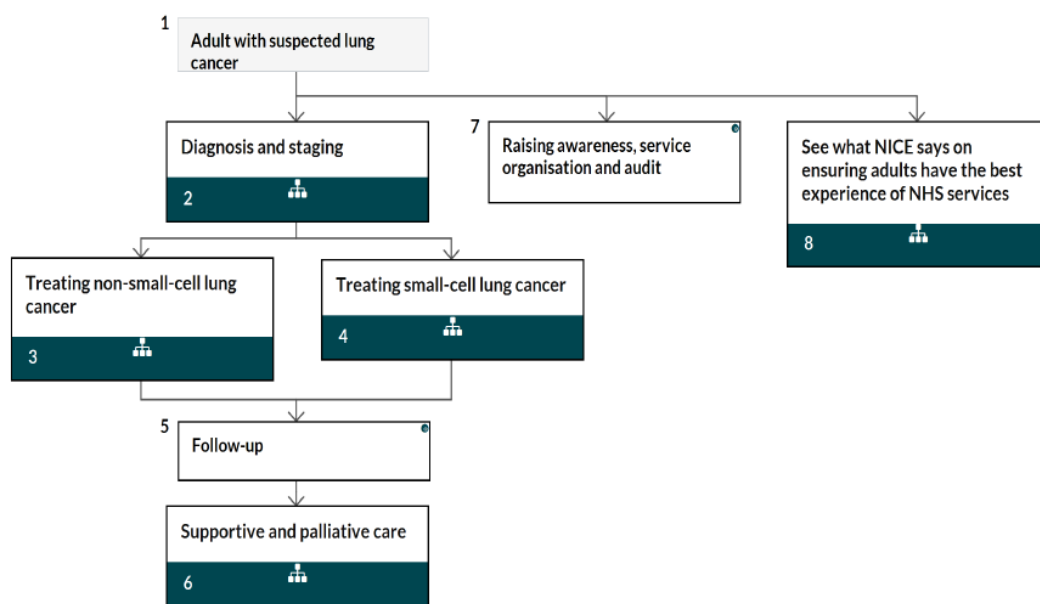 1
Adult with suspected lung
cancer
Diagnosis and staging
2
7
Raising awareness, service
organisation and audit
See what NICE says on
ensuring adults have the best
experience of NHS services
8
Treating non-small-cell lung
cancer
3
Treating small-cell lung cancer
4
5
Follow-up
Supportive and palliative care
6